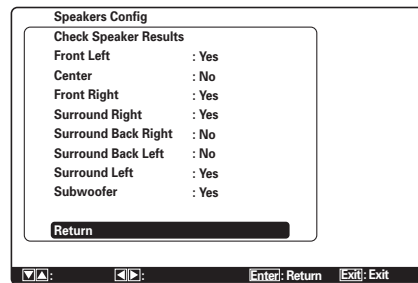 Speakers Config
Check Speaker Results
Front Left : Yes
Center : No
Front Right : Yes
Surround Right : Yes
Surround Back Right : No
Surround Back Left : No
Surround Left : Yes
Subwoofer : Yes
Return
▼▲: ◀▶: Enter: Return Exit: Exit